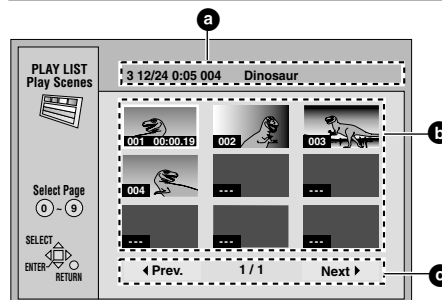 a
PLAY LIST
Play Scenes
3 12/24 0:05 004 Dinosaur
001 00:00.19
002
003
b
004
---
---
Select Page
0 ~ 9
---
---
---
SELECT
ENTER
RETURN
Prev.
1 / 1
Next